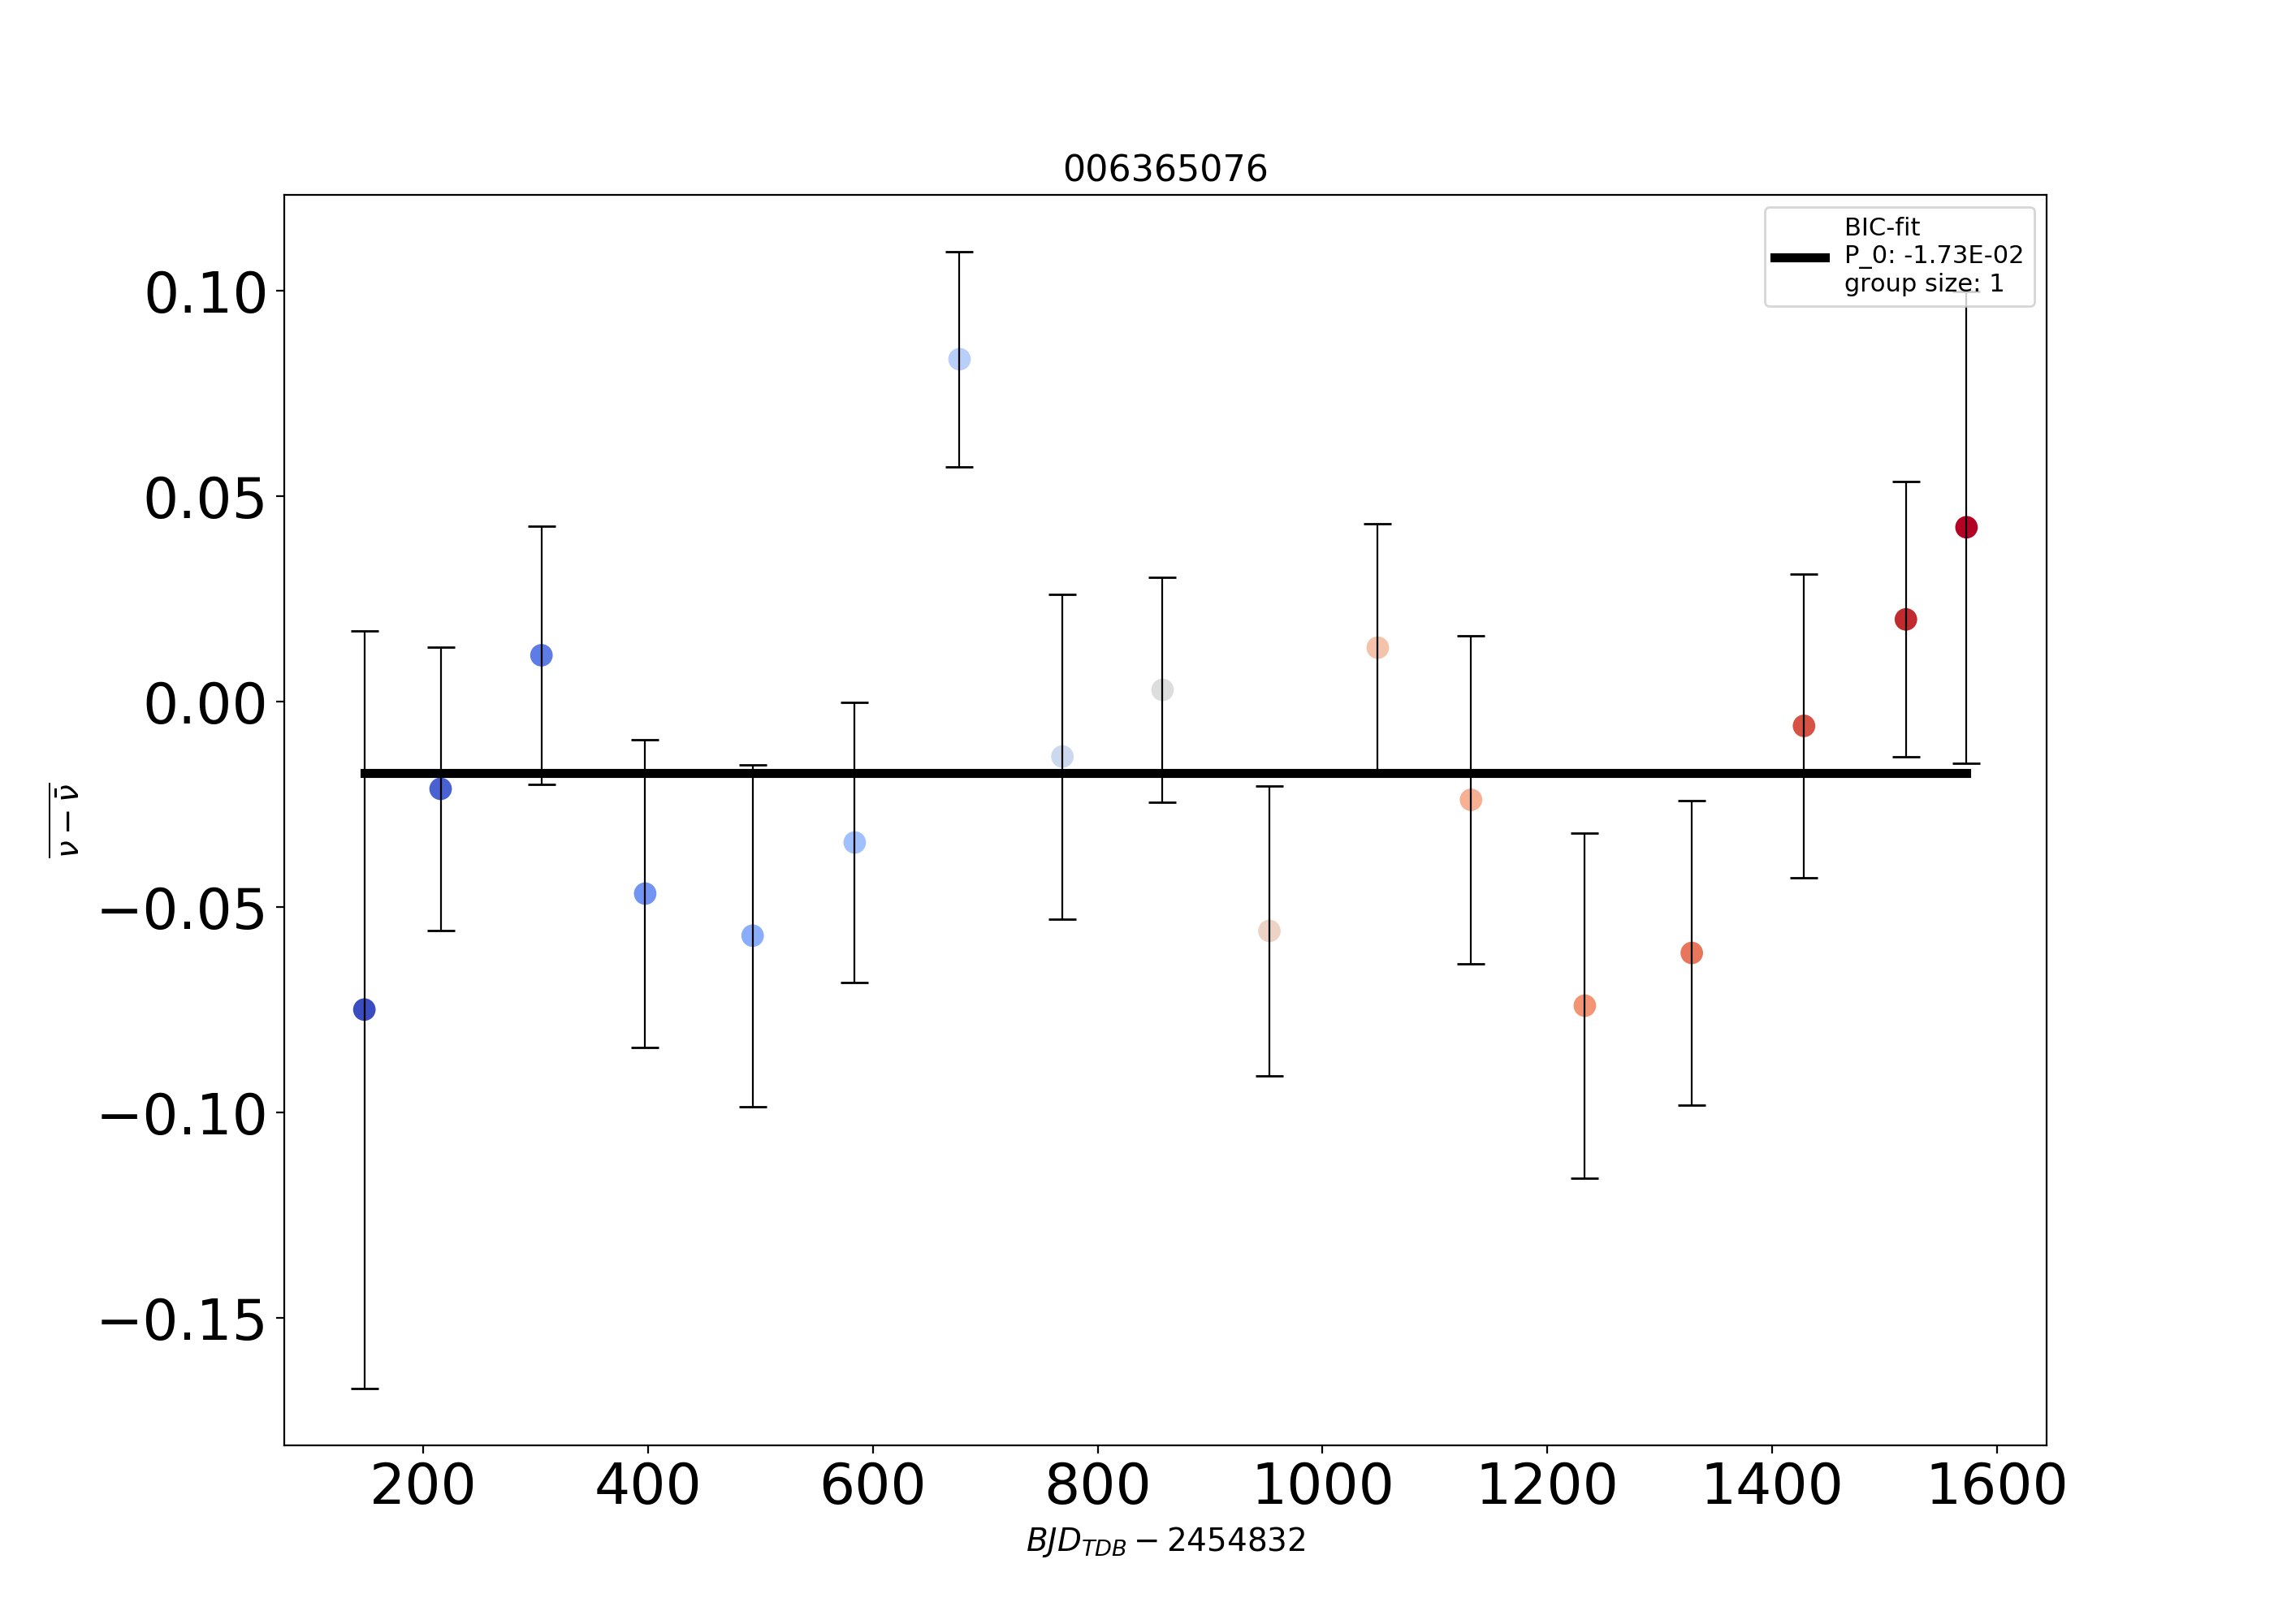 006365076
BIC-fit
P_0: -1.73E-02
group size: 1
0.10
0.05
0.00
−0.05
−0.10
−0.15
ν − ν̄
200 400 600 800 1000 1200 1400 1600
BJD_TDB − 2454832